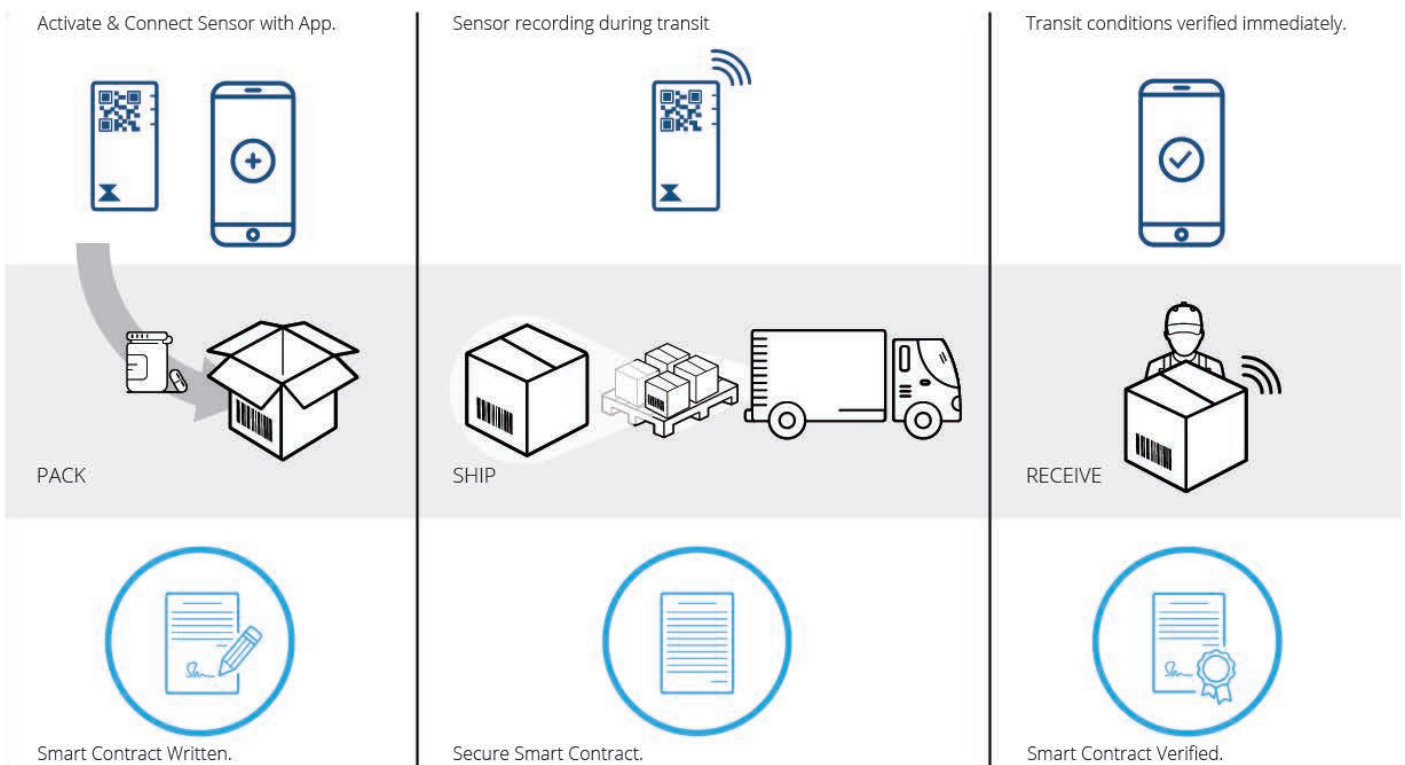 Activate & Connect Sensor with App.
Sensor recording during transit
Transit conditions verified immediately.
PACK
SHIP
RECEIVE
Smart Contract Written.
Secure Smart Contract.
Smart Contract Verified.